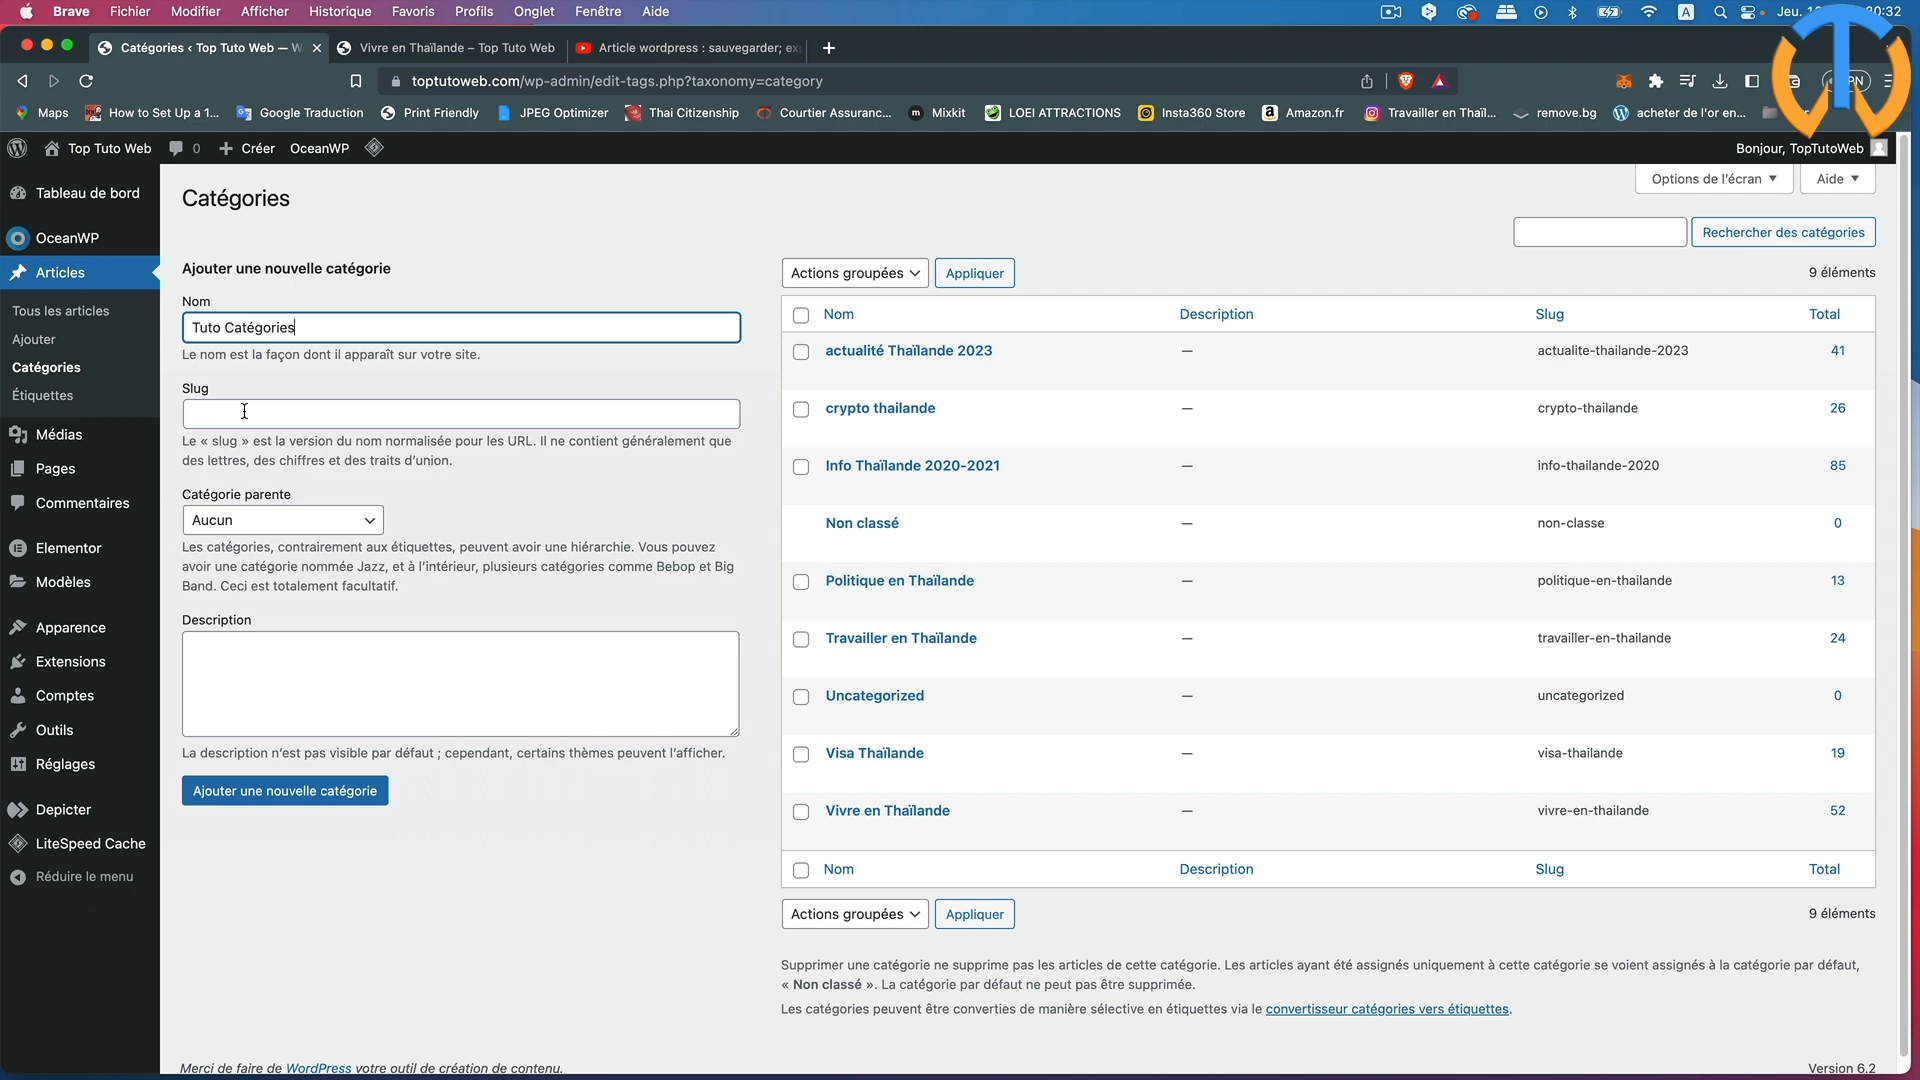 Brave Fichier Modifier Afficher Historique Favoris Profils Onglet Fenêtre Aide A Jeu. 20:32
Catégories ‹ Top Tuto Web — W Vivre en Thaïlande – Top Tuto Web Article wordpress : sauvegarder; ex
toptutoweb.com/wp-admin/edit-tags.php?taxonomy=category
Maps How to Set Up a 1... Google Traduction Print Friendly JPEG Optimizer Thai Citizenship Courtier Assuranc... Mixkit LOEI ATTRACTIONS Insta360 Store Amazon.fr Travailler en Thaïl... remove.bg acheter de l'or en...
Top Tuto Web 0 + Créer OceanWP Bonjour, TopTutoWeb
Options de l'écran Aide
Tableau de bord
OceanWP
Articles
Tous les articles
Ajouter
Catégories
Étiquettes
Médias
Pages
Commentaires
Elementor
Modèles
Apparence
Extensions
Comptes
Outils
Réglages
Depicter
LiteSpeed Cache
Réduire le menu
Catégories
Rechercher des catégories
Ajouter une nouvelle catégorie
Nom
Tuto Catégories
Le nom est la façon dont il apparaît sur votre site.
Slug
Le « slug » est la version du nom normalisée pour les URL. Il ne contient généralement que
des lettres, des chiffres et des traits d'union.
Catégorie parente
Aucun
Les catégories, contrairement aux étiquettes, peuvent avoir une hiérarchie. Vous pouvez
avoir une catégorie nommée Jazz, et à l'intérieur, plusieurs catégories comme Bebop et Big
Band. Ceci est totalement facultatif.
Description
La description n'est pas visible par défaut ; cependant, certains thèmes peuvent l'afficher.
Ajouter une nouvelle catégorie
Actions groupées Appliquer 9 éléments
Nom Description Slug Total
actualité Thaïlande 2023 — actualite-thailande-2023 41
crypto thailande — crypto-thailande 26
Info Thaïlande 2020-2021 — info-thailande-2020 85
Non classé — non-classe 0
Politique en Thaïlande — politique-en-thailande 13
Travailler en Thaïlande — travailler-en-thailande 24
Uncategorized — uncategorized 0
Visa Thaïlande — visa-thailande 19
Vivre en Thaïlande — vivre-en-thailande 52
Nom Description Slug Total
Actions groupées Appliquer 9 éléments
Supprimer une catégorie ne supprime pas les articles de cette catégorie. Les articles ayant été assignés uniquement à cette catégorie se voient assignés à la catégorie par défaut,
« Non classé ». La catégorie par défaut ne peut pas être supprimée.
Les catégories peuvent être converties de manière sélective en étiquettes via le convertisseur catégories vers étiquettes.
Merci de faire de WordPress votre outil de création de contenu. Version 6.2